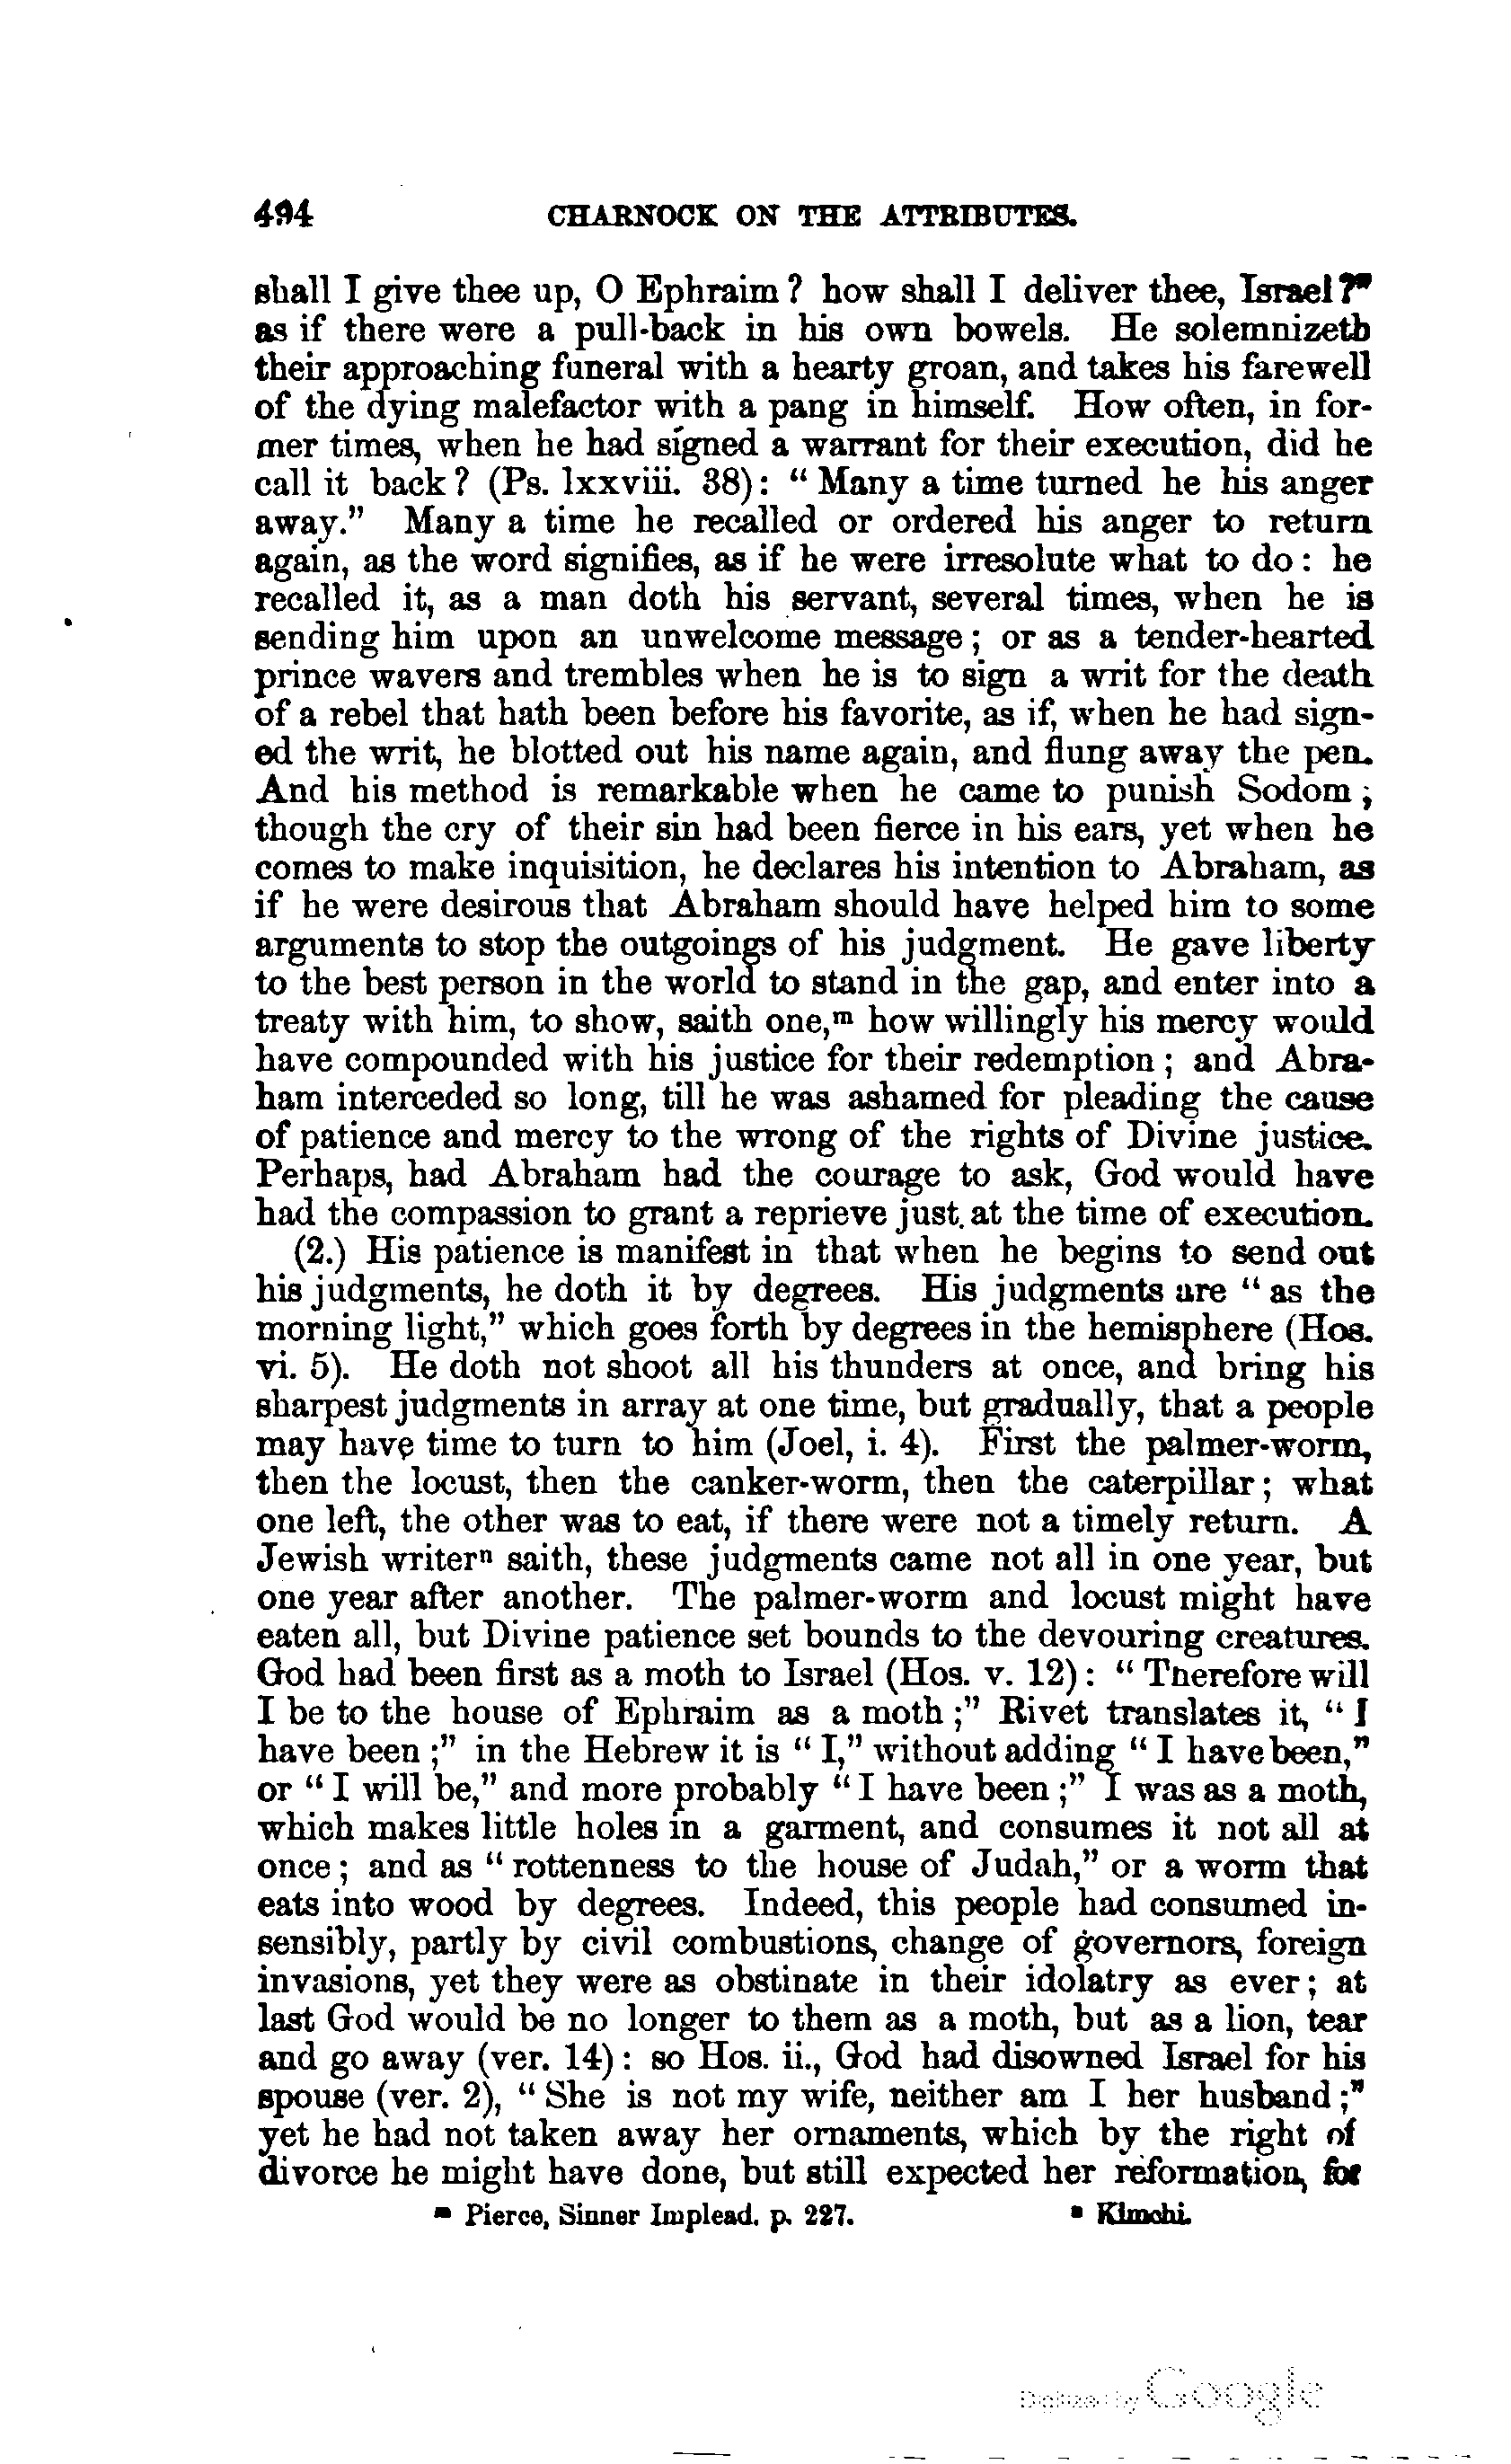 494 CHARNOCK ON THE ATTRIBUTES.
shall I give thee up, O Ephraim? how shall I deliver thee, Israel?"
as if there were a pull-back in his own bowels. He solemnizeth
their approaching funeral with a hearty groan, and takes his farewell
of the dying malefactor with a pang in himself. How often, in for-
mer times, when he had signed a warrant for their execution, did he
call it back? (Ps. lxxviii. 38): "Many a time turned he his anger
away." Many a time he recalled or ordered his anger to return
again, as the word signifies, as if he were irresolute what to do: he
recalled it, as a man doth his servant, several times, when he is
sending him upon an unwelcome message; or as a tender-hearted
prince wavers and trembles when he is to sign a writ for the death
of a rebel that hath been before his favorite, as if, when he had sign-
ed the writ, he blotted out his name again, and flung away the pen.
And his method is remarkable when he came to punish Sodom;
though the cry of their sin had been fierce in his ears, yet when he
comes to make inquisition, he declares his intention to Abraham, as
if he were desirous that Abraham should have helped him to some
arguments to stop the outgoings of his judgment. He gave liberty
to the best person in the world to stand in the gap, and enter into a
treaty with him, to show, saith one,ᵐ how willingly his mercy would
have compounded with his justice for their redemption; and Abra-
ham interceded so long, till he was ashamed for pleading the cause
of patience and mercy to the wrong of the rights of Divine justice.
Perhaps, had Abraham had the courage to ask, God would have
had the compassion to grant a reprieve just at the time of execution.
(2.) His patience is manifest in that when he begins to send out
his judgments, he doth it by degrees. His judgments are "as the
morning light," which goes forth by degrees in the hemisphere (Hos.
vi. 5). He doth not shoot all his thunders at once, and bring his
sharpest judgments in array at one time, but gradually, that a people
may have time to turn to him (Joel, i. 4). First the palmer-worm,
then the locust, then the canker-worm, then the caterpillar; what
one left, the other was to eat, if there were not a timely return. A
Jewish writerⁿ saith, these judgments came not all in one year, but
one year after another. The palmer-worm and locust might have
eaten all, but Divine patience set bounds to the devouring creatures.
God had been first as a moth to Israel (Hos. v. 12): "Therefore will
I be to the house of Ephraim as a moth;" Rivet translates it, "I
have been;" in the Hebrew it is "I," without adding "I have been,"
or "I will be," and more probably "I have been;" I was as a moth,
which makes little holes in a garment, and consumes it not all at
once; and as "rottenness to the house of Judah," or a worm that
eats into wood by degrees. Indeed, this people had consumed in-
sensibly, partly by civil combustions, change of governors, foreign
invasions, yet they were as obstinate in their idolatry as ever; at
last God would be no longer to them as a moth, but as a lion, tear
and go away (ver. 14): so Hos. ii., God had disowned Israel for his
spouse (ver. 2), "She is not my wife, neither am I her husband;"
yet he had not taken away her ornaments, which by the right of
divorce he might have done, but still expected her reformation, for
ᵐ Pierce, Sinner Implead. p. 227. ⁿ Kimchi.
Digitized by Google